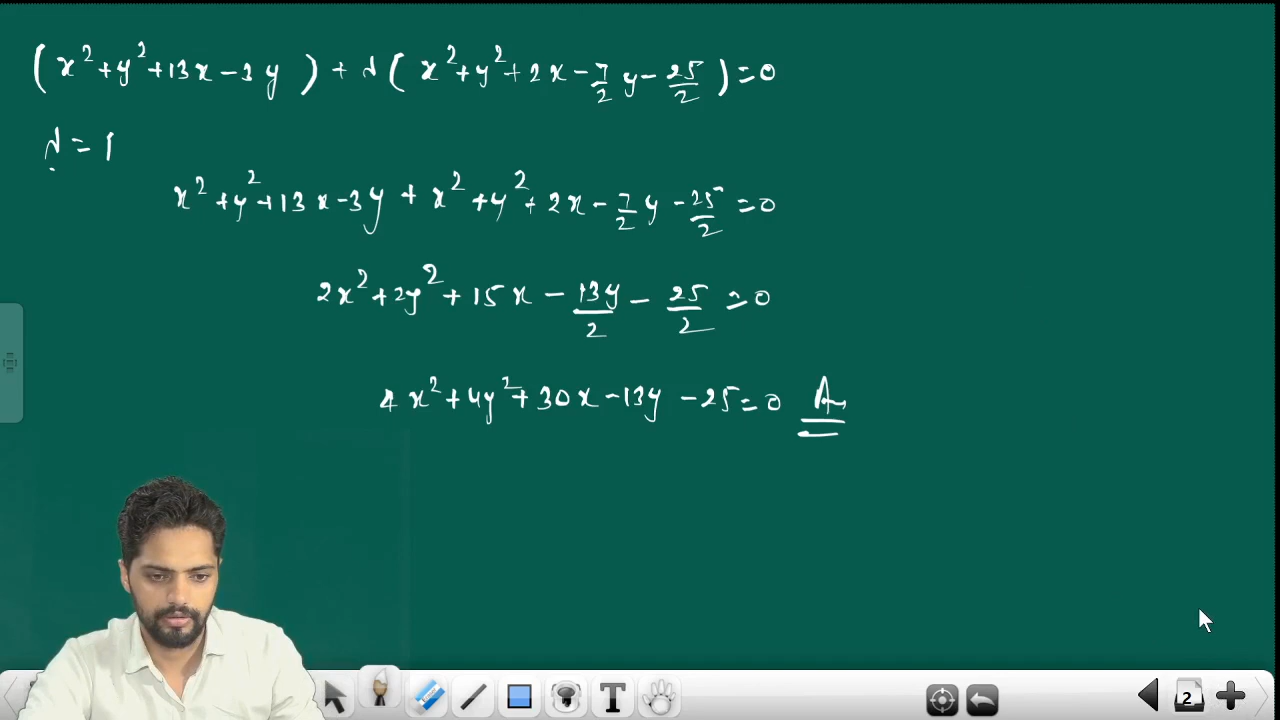 (x²+y²+13x-3y) + λ(x²+y²+2x-7/2y-25/2)=0
λ=1
x²+y²+13x-3y+x²+y²+2x-7/2y-25/2=0
2x²+2y²+15x-13y/2-25/2=0
4x²+4y²+30x-13y-25=0 A
T
2